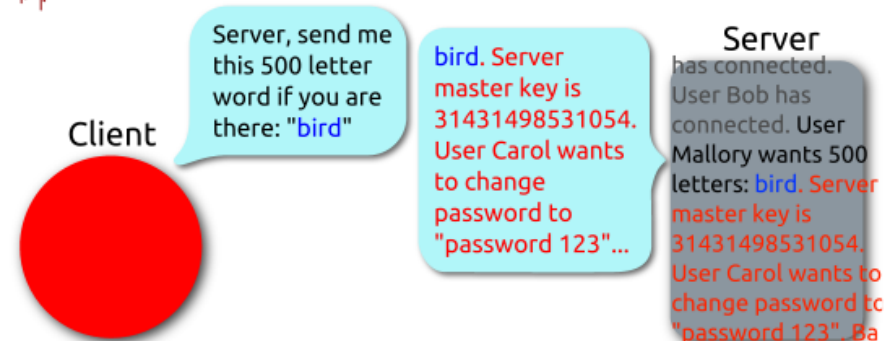 Client
Server, send me
this 500 letter
word if you are
there: "bird"
bird. Server
master key is
31431498531054.
User Carol wants
to change
password to
"password 123"...
Server
has connected.
User Bob has
connected. User
Mallory wants 500
letters: bird. Server
master key is
31431498531054.
User Carol wants to
change password to
"password 123". Ba